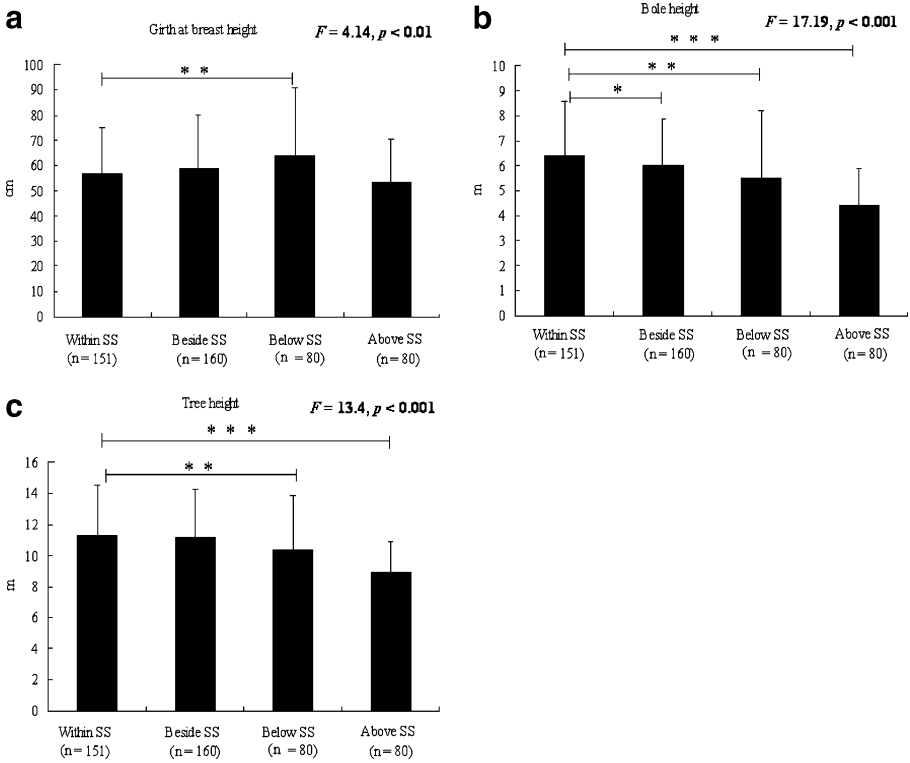 a
Girth at breast height
F = 4.14, p < 0.01
* *
100
90
80
70
60
50
40
30
20
10
0
cm
Within SS
(n = 151)
Beside SS
(n = 160)
Below SS
(n = 80)
Above SS
(n = 80)
b
Bole height
F = 17.19, p < 0.001
* * *
* *
*
10
9
8
7
6
5
4
3
2
1
0
m
Within SS
(n = 151)
Beside SS
(n = 160)
Below SS
(n = 80)
Above SS
(n = 80)
c
Tree height
F = 13.4, p < 0.001
* * *
* *
16
14
12
10
8
6
4
2
0
m
Within SS
(n = 151)
Beside SS
(n = 160)
Below SS
(n = 80)
Above SS
(n = 80)